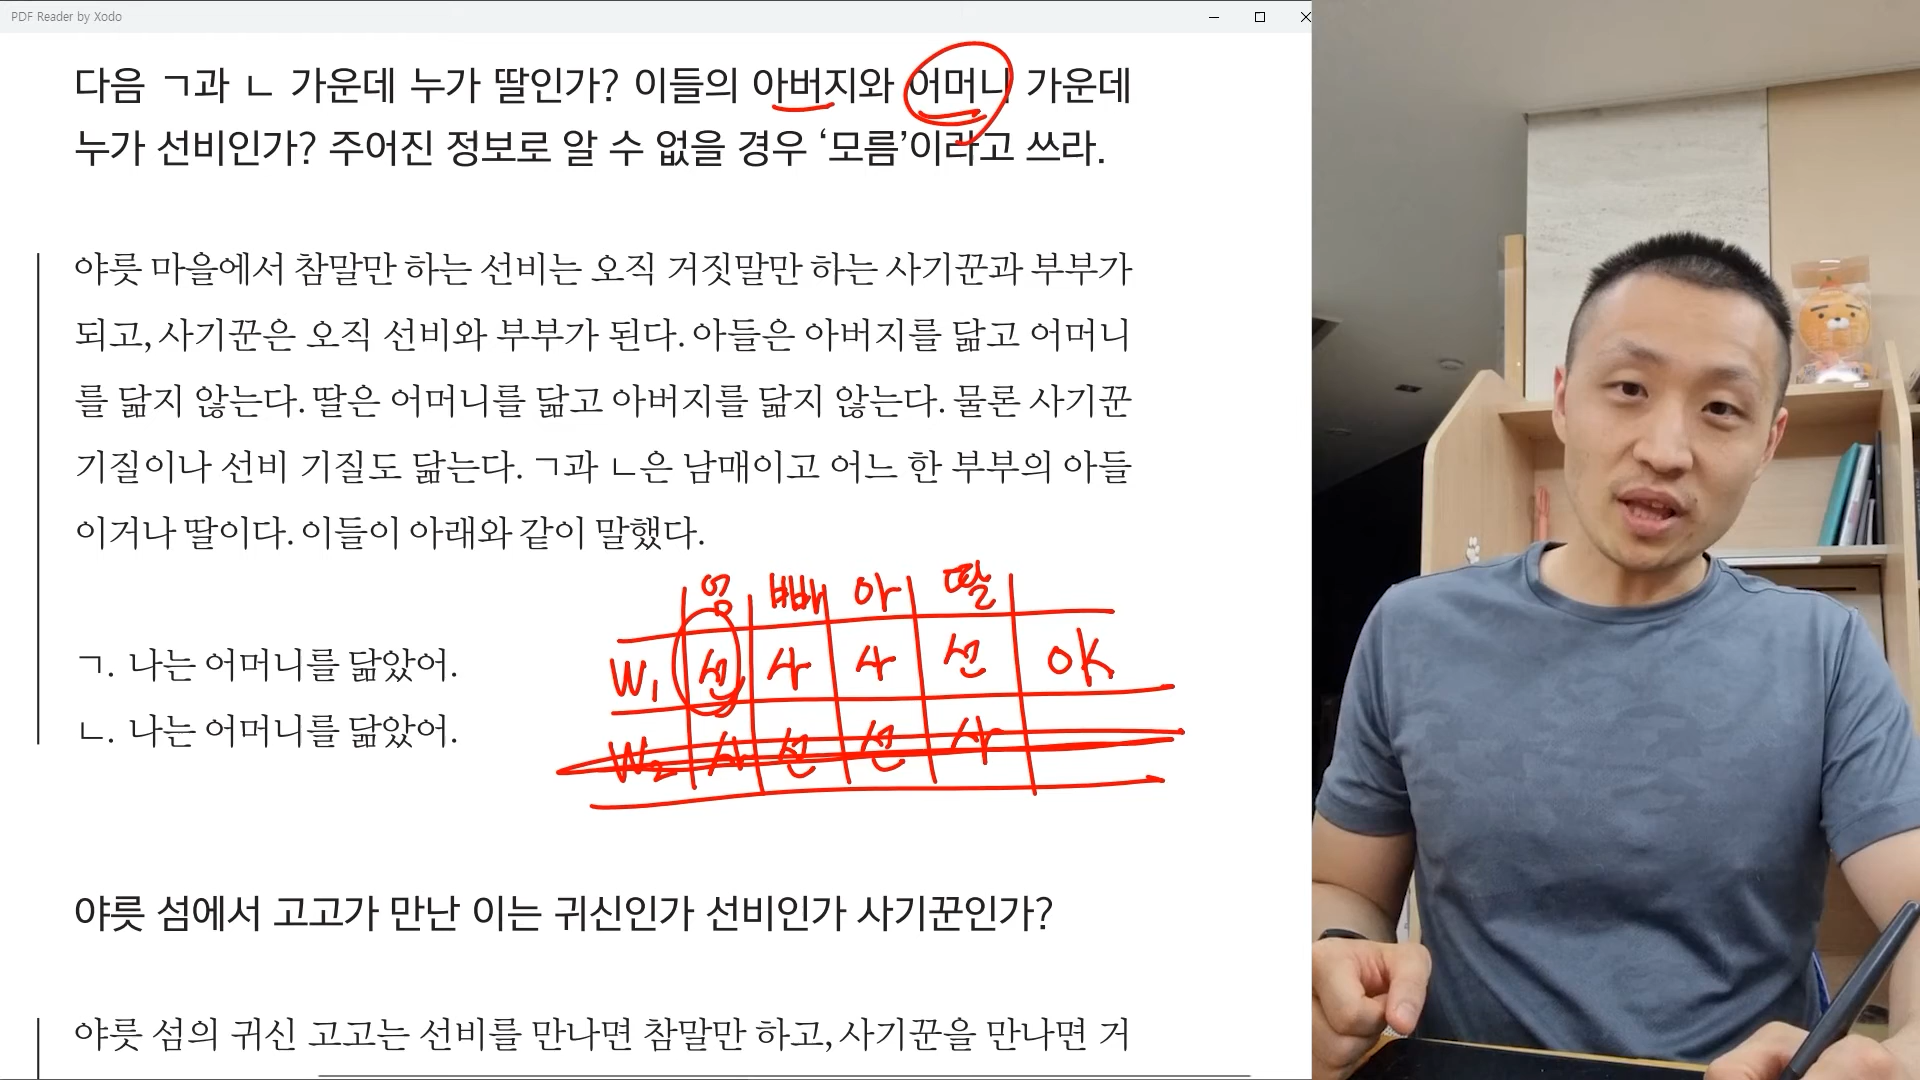 PDF Reader by Xodo
다음 ㄱ과 ㄴ 가운데 누가 딸인가? 이들의 아버지와 어머니 가운데
누가 선비인가? 주어진 정보로 알 수 없을 경우 ‘모름’이라고 쓰라.
야릇 마을에서 참말만 하는 선비는 오직 거짓말만 하는 사기꾼과 부부가
되고, 사기꾼은 오직 선비와 부부가 된다. 아들은 아버지를 닮고 어머니
를 닮지 않는다. 딸은 어머니를 닮고 아버지를 닮지 않는다. 물론 사기꾼
기질이나 선비 기질도 닮는다. ㄱ과 ㄴ은 남매이고 어느 한 부부의 아들
이거나 딸이다. 이들이 아래와 같이 말했다.
엄 빠 아 딸
ㄱ. 나는 어머니를 닮았어.
W₁ 선 사 사 선 OK
ㄴ. 나는 어머니를 닮았어.
W₂ 사 선 선 사
야릇 섬에서 고고가 만난 이는 귀신인가 선비인가 사기꾼인가?
야릇 섬의 귀신 고고는 선비를 만나면 참말만 하고, 사기꾼을 만나면 거